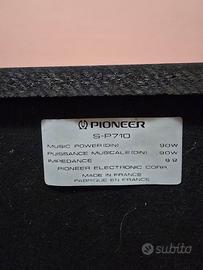 PIONEER
S-P710
MUSIC POWER(DIN) 90W
PUISSANCE MUSICALE(DIN) 90W
IMPEDANCE 8Ω
PIONEER ELECTRONIC CORP.
MADE IN FRANCE
FABRIQUE EN FRANCE
subito